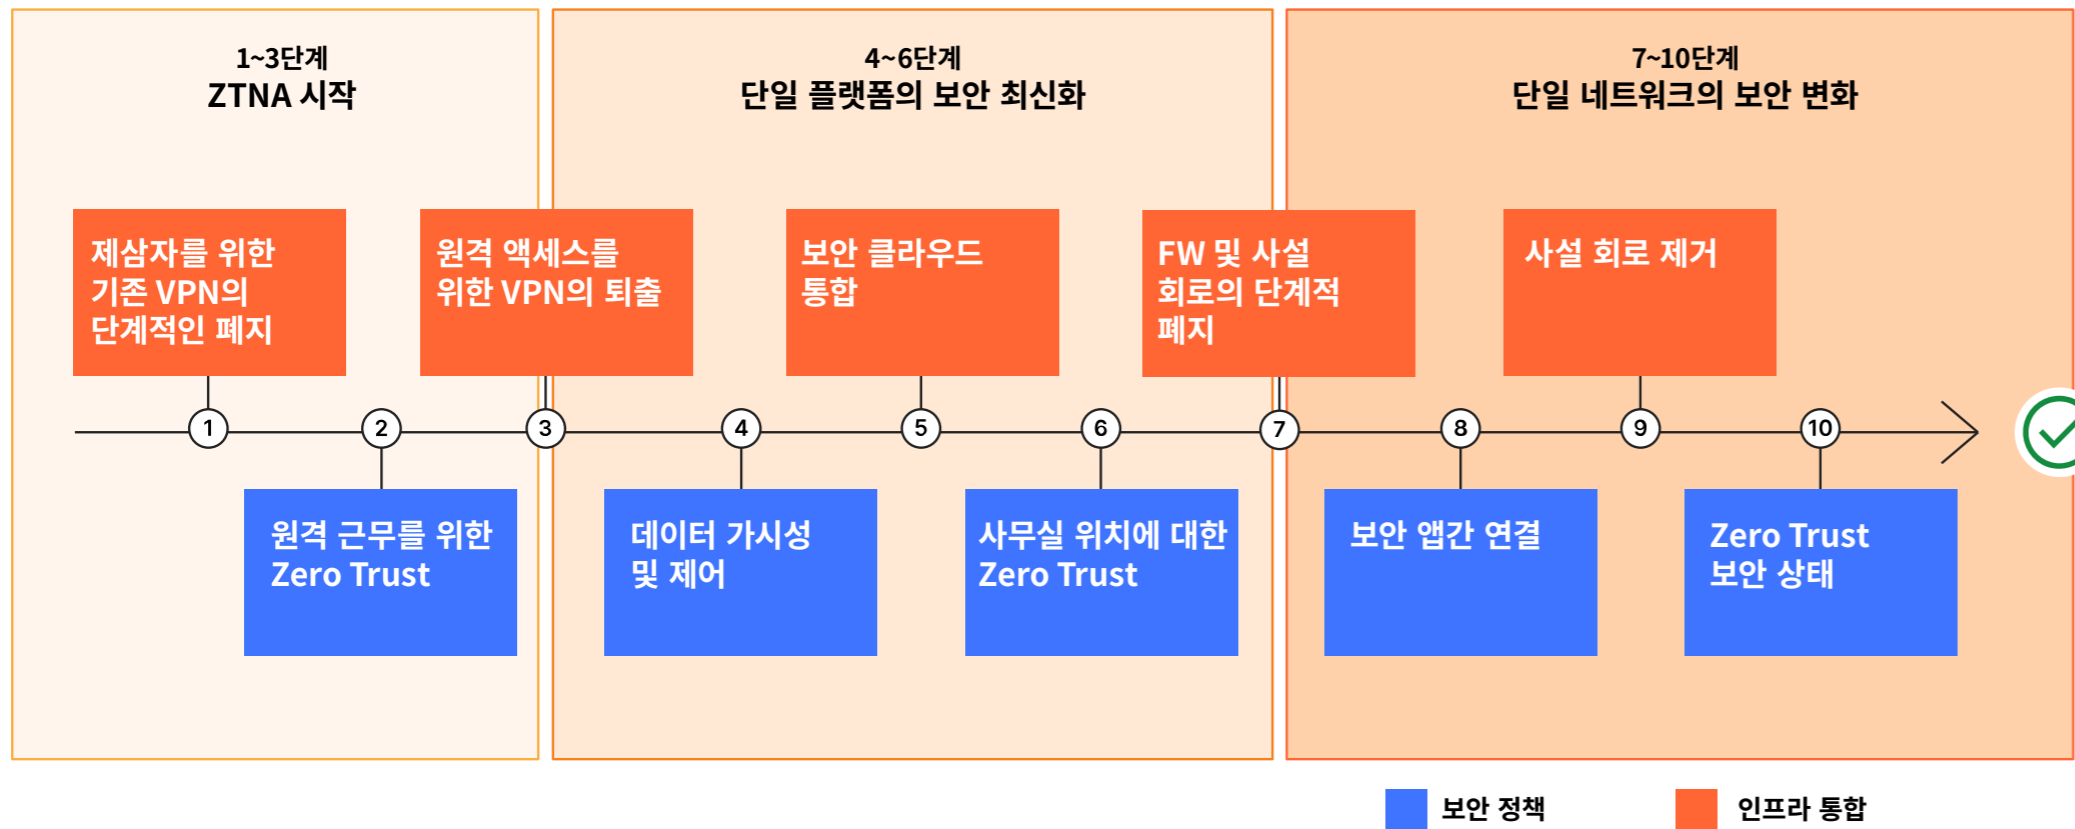 1~3단계
ZTNA 시작
4~6단계
단일 플랫폼의 보안 최신화
7~10단계
단일 네트워크의 보안 변화
제삼자를 위한
기존 VPN의
단계적인 폐지
원격 액세스를
위한 VPN의 퇴출
보안 클라우드
통합
FW 및 사설
회로의 단계적
폐지
사설 회로 제거
1
2
3
4
5
6
7
8
9
10
원격 근무를 위한
Zero Trust
데이터 가시성
및 제어
사무실 위치에 대한
Zero Trust
보안 앱간 연결
Zero Trust
보안 상태
보안 정책
인프라 통합